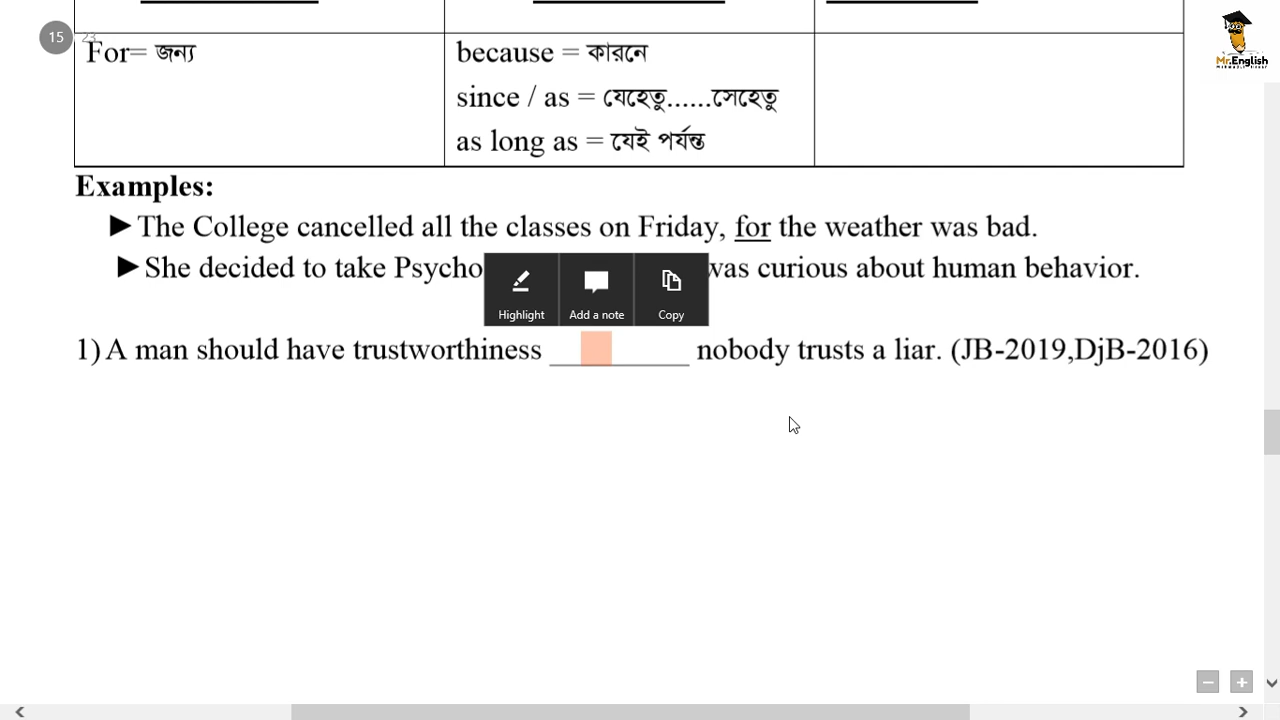 15
23
For= জন্য
because = কারনে
since / as = যেহেতু......সেহেতু
as long as = যেই পর্যন্ত
Mr.English
Examples:
►The College cancelled all the classes on Friday, for the weather was bad.
►She decided to take Psycho was curious about human behavior.
Highlight
Add a note
Copy
1) A man should have trustworthiness __________ nobody trusts a liar. (JB-2019,DjB-2016)